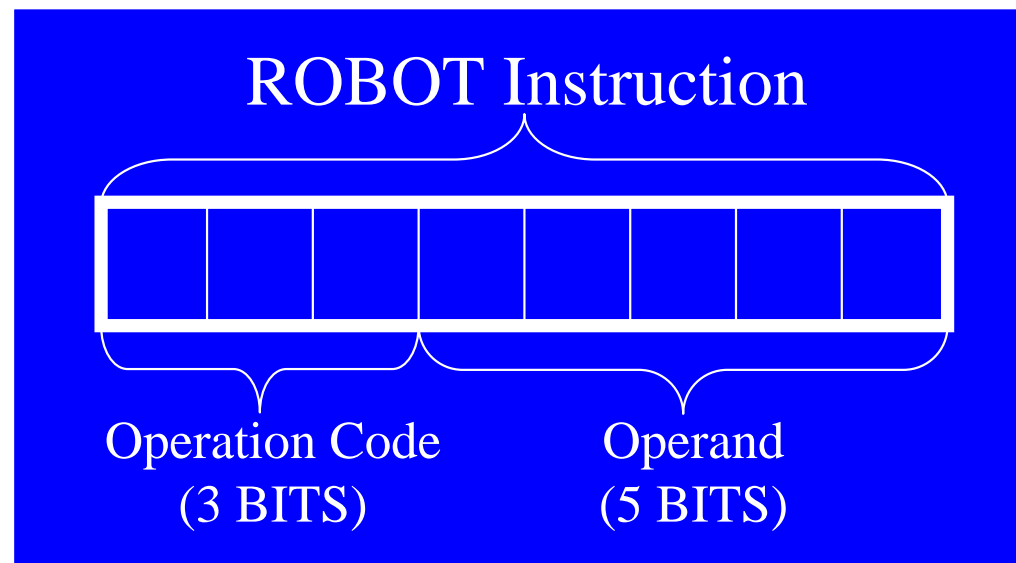 ROBOT Instruction
Operation Code
(3 BITS)
Operand
(5 BITS)